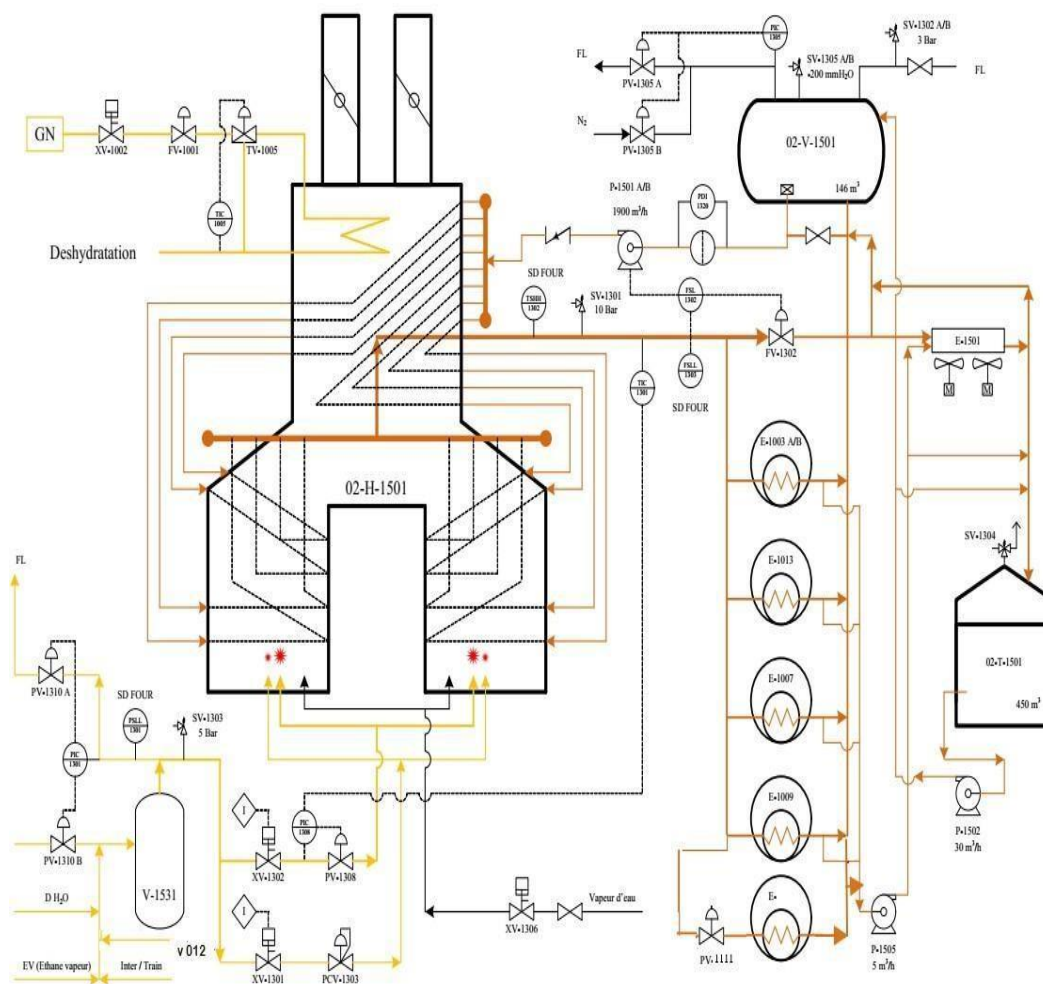 PIC
1305
SV-1302 A/B
3 Bar
FL
PV-1305 A
SV-1305 A/B
-200 mmH₂O
FL
N₂
PV-1305 B
02-V-1501
146 m³
GN
XV-1002
FV-1001
TV-1005
TIC
1005
Deshydratation
P-1501 A/B
1900 m³/h
PDI
1320
SD FOUR
TSHH
1302
SV-1301
10 Bar
FSL
1302
FV-1302
E-1501
M
M
TIC
1301
FSLL
1303
SD FOUR
02-H-1501
E-1003 A/B
SV-1304
E-1013
02-T-1501
450 m³
E-1007
FL
PV-1310 A
SD FOUR
PSLL
1301
SV-1303
5 Bar
PIC
1301
E-1009
P-1502
30 m³/h
PV-1310 B
V-1531
I
PIC
1308
XV-1302
PV-1308
D H₂O
v 012
EV (Ethane vapeur)
Inter / Train
I
XV-1301
PCV-1303
Vapeur d'eau
XV-1306
E-
PV-1111
P-1505
5 m³/h